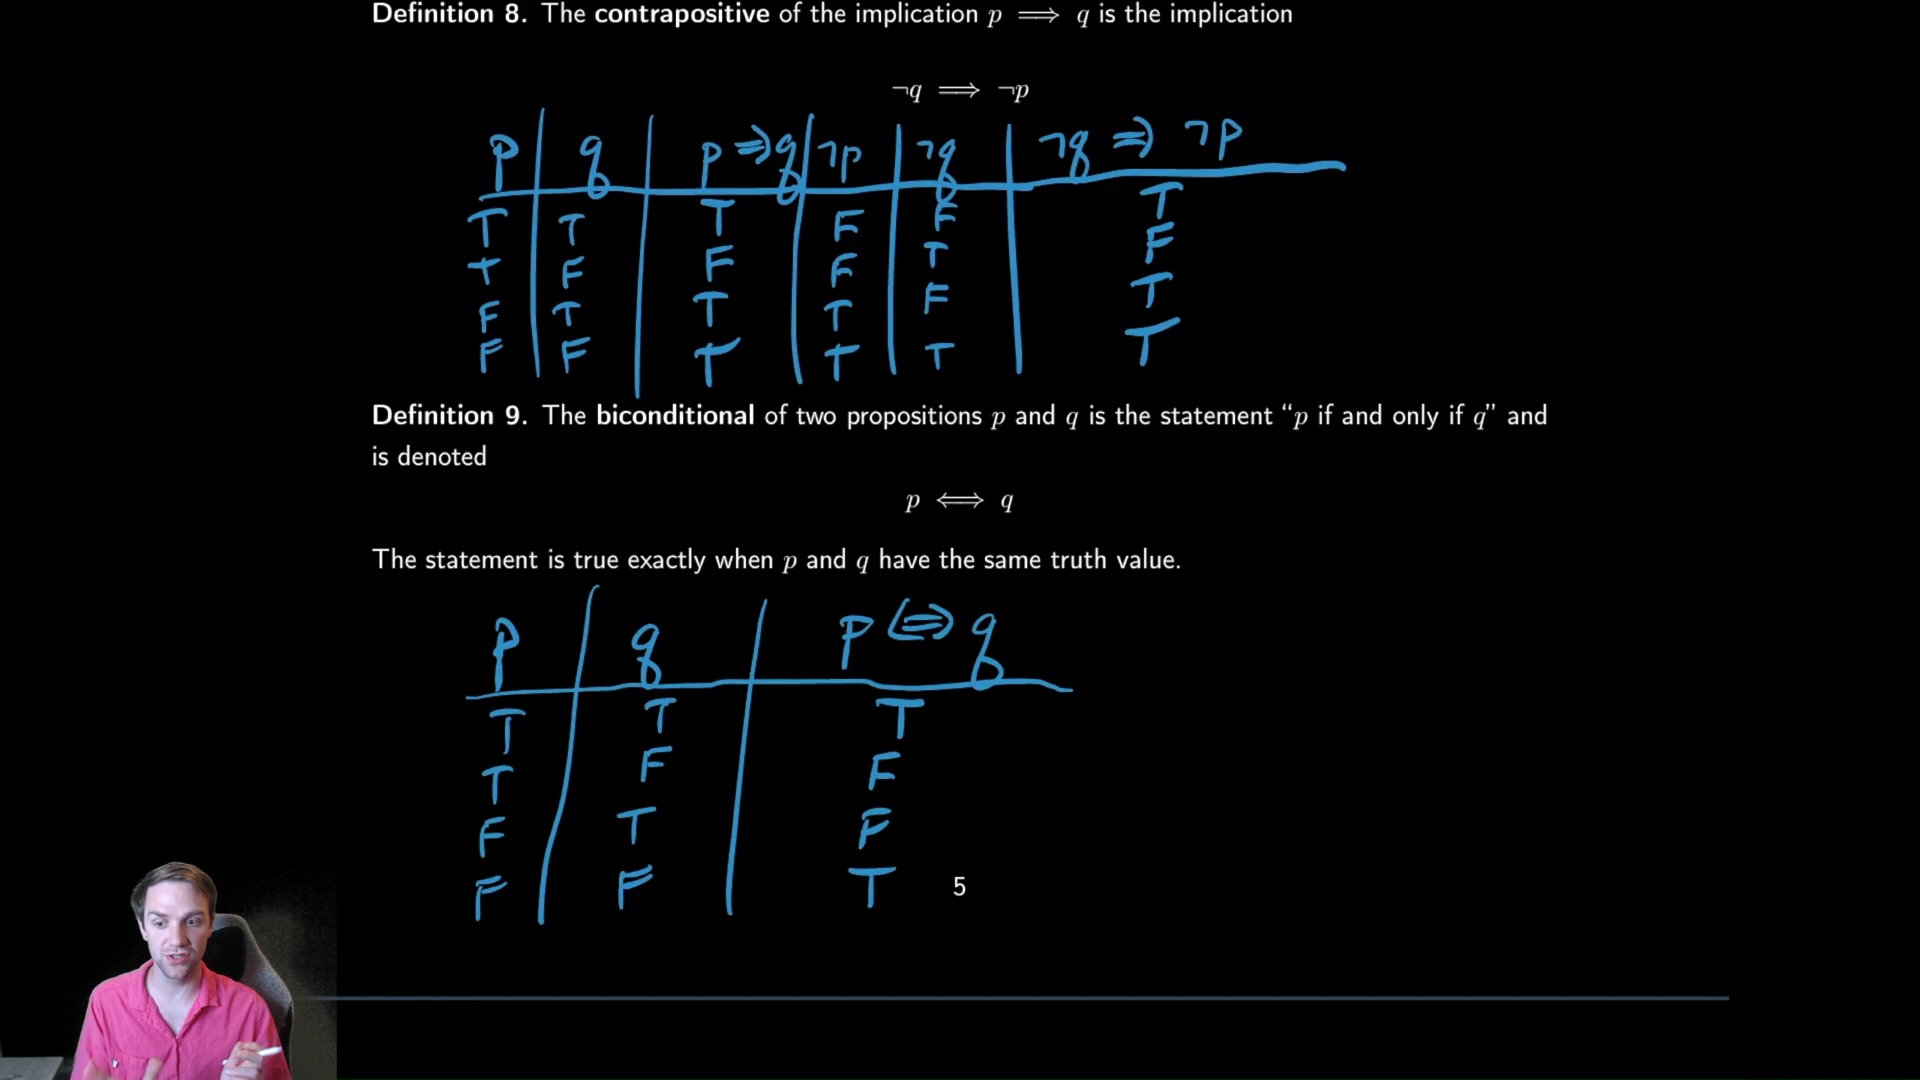 Definition 8. The contrapositive of the implication p ⟹ q is the implication
¬q ⟹ ¬p
p q p ⇒ q ¬p ¬q ¬q ⇒ ¬p
T T T F F T
T F F F T F
F T T T F T
F F T T T T
Definition 9. The biconditional of two propositions p and q is the statement “p if and only if q” and
is denoted
p ⟺ q
The statement is true exactly when p and q have the same truth value.
p q p ⇔ q
T T T
T F F
F T F
F F T
5